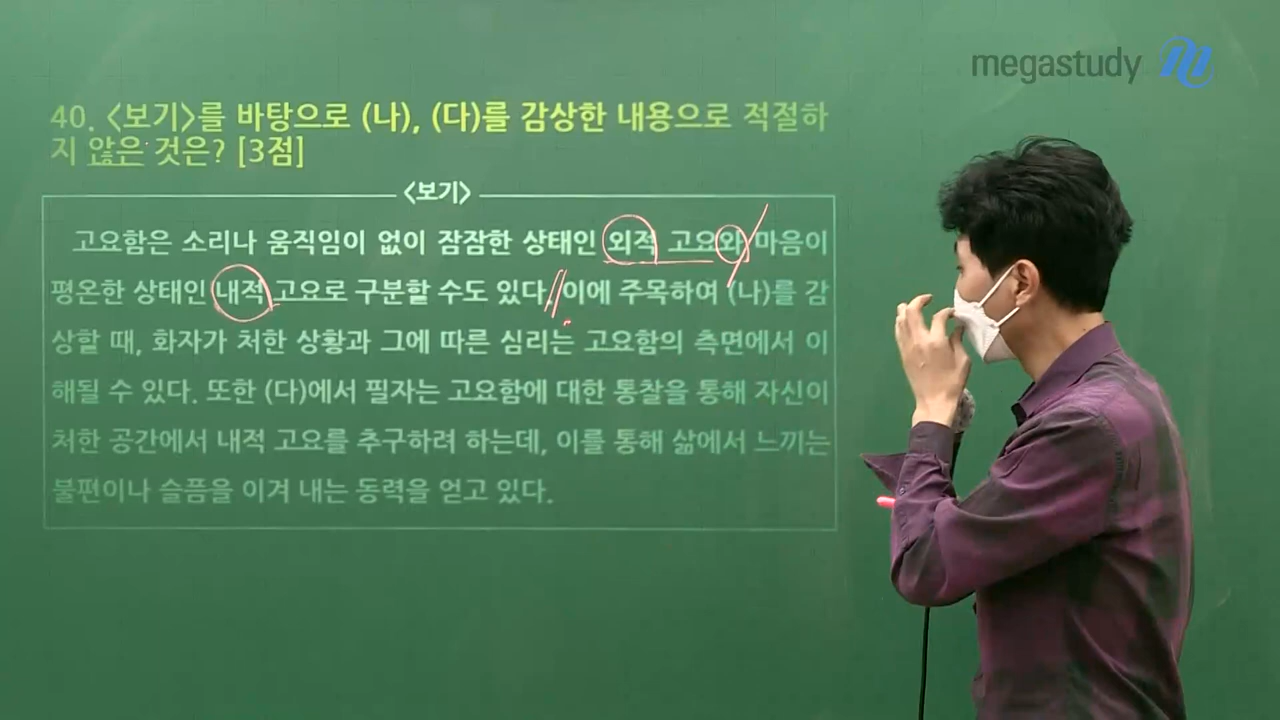 megastudy
40. <보기>를 바탕으로 (나), (다)를 감상한 내용으로 적절하
지 않은 것은? [3점]
<보기>
고요함은 소리나 움직임이 없이 잠잠한 상태인 외적 고요와 마음이
평온한 상태인 내적 고요로 구분할 수도 있다. 이에 주목하여 (나)를 감
상할 때, 화자가 처한 상황과 그에 따른 심리는 고요함의 측면에서 이
해될 수 있다. 또한 (다)에서 필자는 고요함에 대한 통찰을 통해 자신이
처한 공간에서 내적 고요를 추구하려 하는데, 이를 통해 삶에서 느끼는
불편이나 슬픔을 이겨 내는 동력을 얻고 있다.